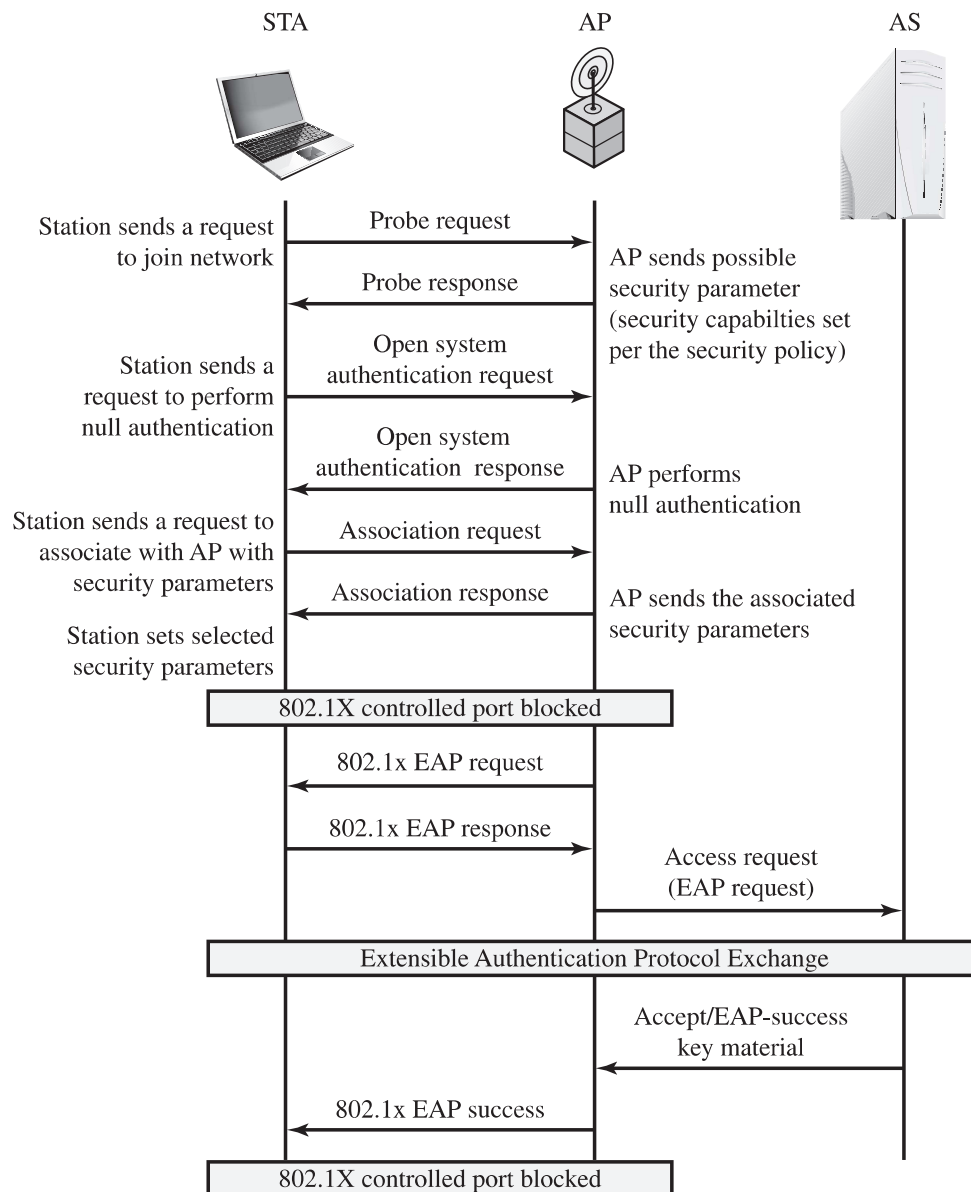 STA
AP
AS
Station sends a request
to join network
Probe request
Probe response
AP sends possible
security parameter
(security capabilties set
per the security policy)
Station sends a
request to perform
null authentication
Open system
authentication request
Open system
authentication response
AP performs
null authentication
Station sends a request to
associate with AP with
security parameters
Association request
Association response
AP sends the associated
security parameters
Station sets selected
security parameters
802.1X controlled port blocked
802.1x EAP request
802.1x EAP response
Access request
(EAP request)
Extensible Authentication Protocol Exchange
Accept/EAP-success
key material
802.1x EAP success
802.1X controlled port blocked